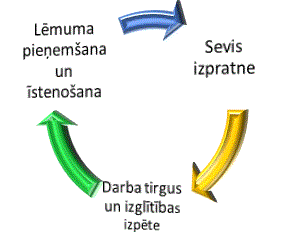 Lēmuma
pieņemšana
un
īstenošana
Sevis
izpratne
Darba tirgus
un izglītības
izpēte